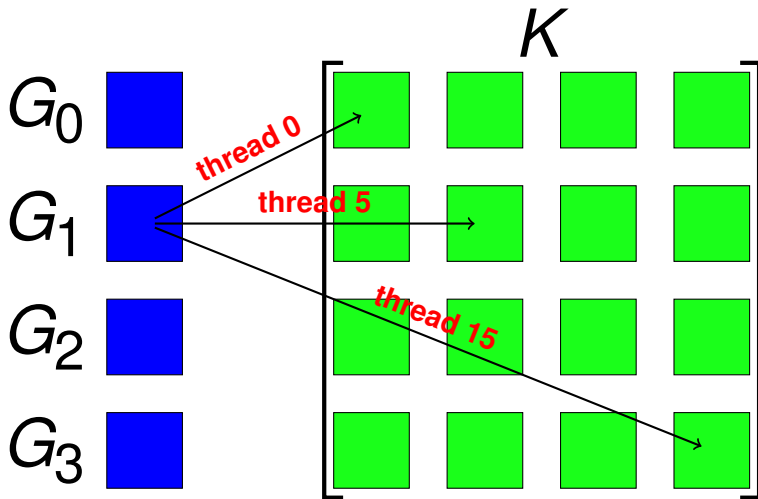 K
G₀
thread 0
G₁
thread 5
G₂
thread 15
G₃